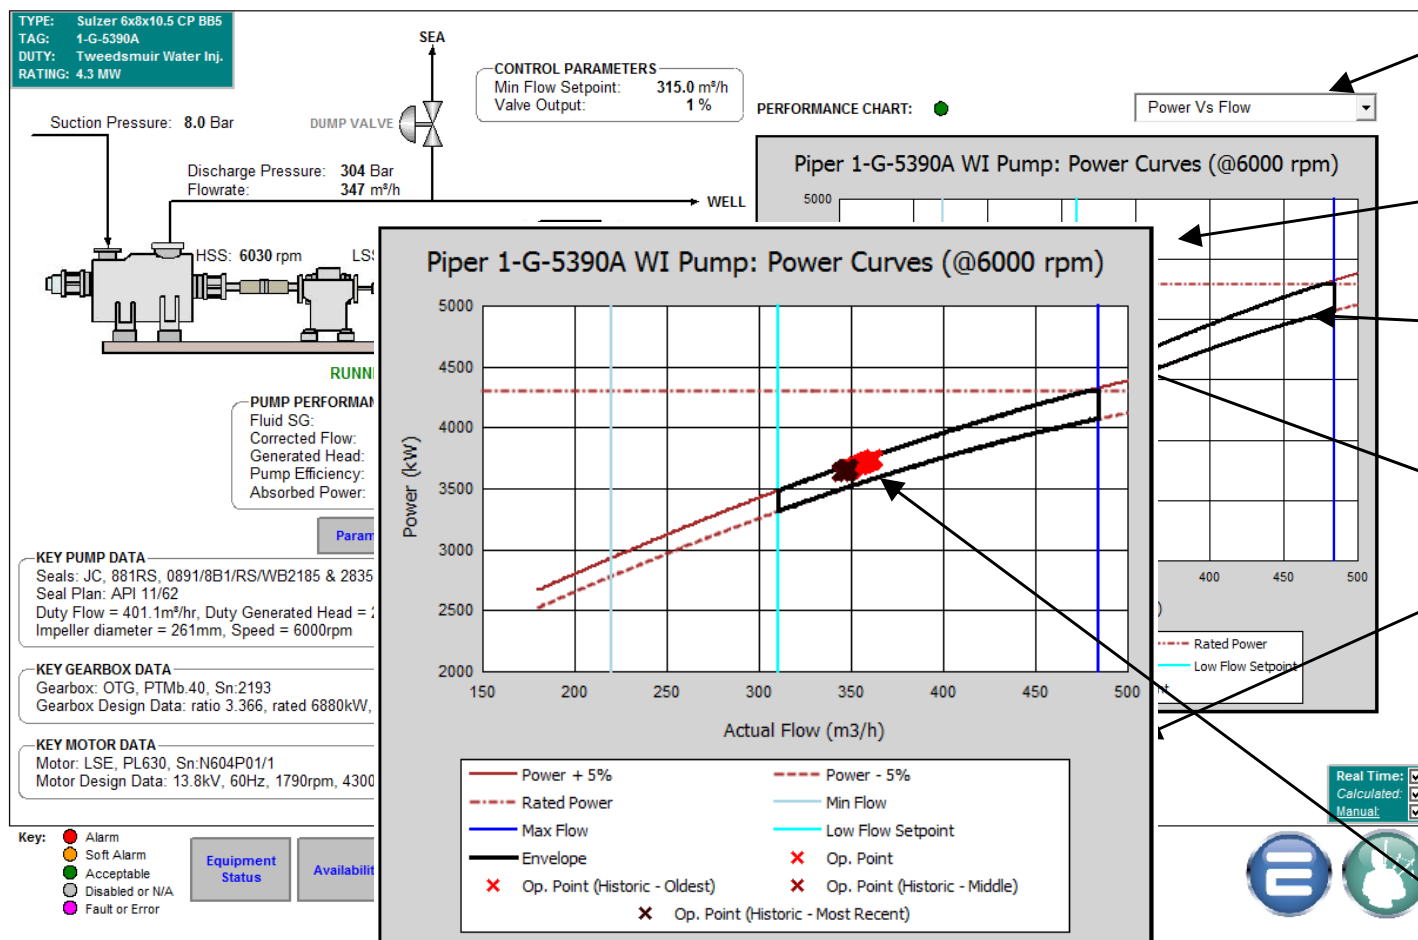 TYPE: Sulzer 6x8x10.5 CP BB5
TAG: 1-G-5390A
DUTY: Tweedsmuir Water Inj.
RATING: 4.3 MW
SEA
CONTROL PARAMETERS
Min Flow Setpoint: 315.0 m³/h
Valve Output: 1 %
PERFORMANCE CHART:
Power Vs Flow
Suction Pressure: 8.0 Bar
DUMP VALVE
Discharge Pressure: 304 Bar
Flowrate: 347 m³/h
WELL
HSS: 6030 rpm
Piper 1-G-5390A WI Pump: Power Curves (@6000 rpm)
5000
400 450 500
Rated Power
Low Flow Setpoint
PUMP
Fluid SG:
Corrected Flow:
Generated Head:
Pump Efficiency:
Absorbed Power:
KEY PUMP DATA
Seals: JC, 881RS, 0891/8B1/RS/WB2185 & 2835
Seal Plan: API 11/62
Duty Flow = 401.1m³/hr, Duty Generated Head =
Impeller diameter = 261mm, Speed = 6000rpm
KEY GEARBOX DATA
Gearbox: OTG, PTMb.40, Sn:2193
Gearbox Design Data: ratio 3.366, rated 6880kW,
KEY MOTOR DATA
Motor: LSE, PL630, Sn:N604P01/1
Motor Design Data: 13.8kV, 60Hz, 1790rpm, 4300
Piper 1-G-5390A WI Pump: Power Curves (@6000 rpm)
5000
4500
4000
3500
3000
2500
2000
Power (kW)
150 200 250 300 350 400 450 500
Actual Flow (m3/h)
Power + 5% Power - 5%
Rated Power Min Flow
Max Flow Low Flow Setpoint
Envelope Op. Point
Op. Point (Historic - Oldest) Op. Point (Historic - Middle)
Op. Point (Historic - Most Recent)
Real Time:
Calculated:
Manual:
Key:
Alarm
Soft Alarm
Acceptable
Disabled or N/A
Fault or Error
Equipment
Status